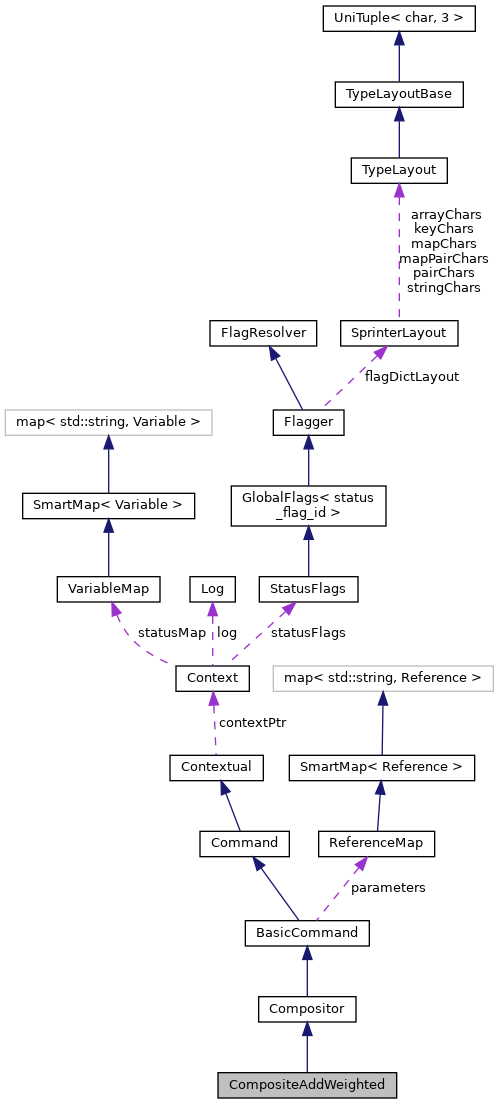 UniTuple< char, 3 >
TypeLayoutBase
TypeLayout
arrayChars
keyChars
mapChars
mapPairChars
pairChars
stringChars
FlagResolver
SprinterLayout
flagDictLayout
map< std::string, Variable >
Flagger
SmartMap< Variable >
GlobalFlags< status
_flag_id >
VariableMap
Log
StatusFlags
statusMap
log
statusFlags
Context
map< std::string, Reference >
contextPtr
Contextual
SmartMap< Reference >
Command
ReferenceMap
parameters
BasicCommand
Compositor
CompositeAddWeighted